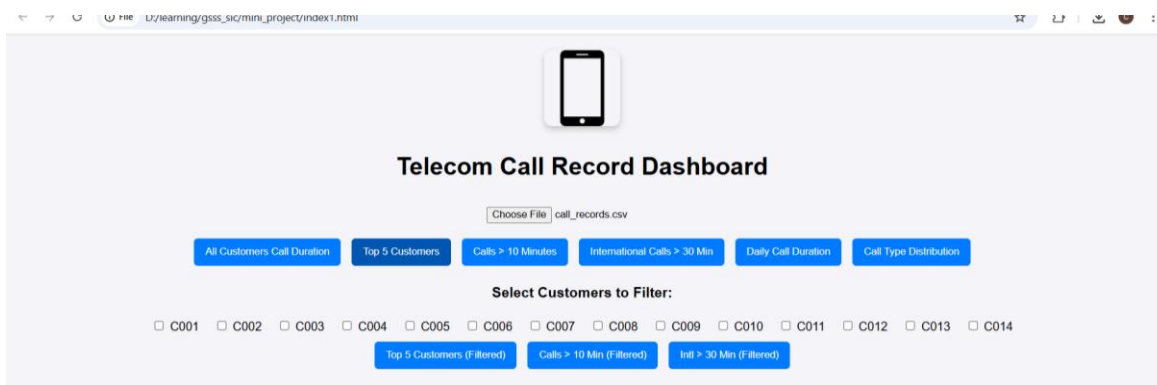 File D:/learning/gsss_sic/mini_project/index1.html
Telecom Call Record Dashboard
Choose File call_records.csv
All Customers Call Duration Top 5 Customers Calls > 10 Minutes International Calls > 30 Min Daily Call Duration Call Type Distribution
Select Customers to Filter:
C001 C002 C003 C004 C005 C006 C007 C008 C009 C010 C011 C012 C013 C014
Top 5 Customers (Filtered) Calls > 10 Min (Filtered) Intl > 30 Min (Filtered)